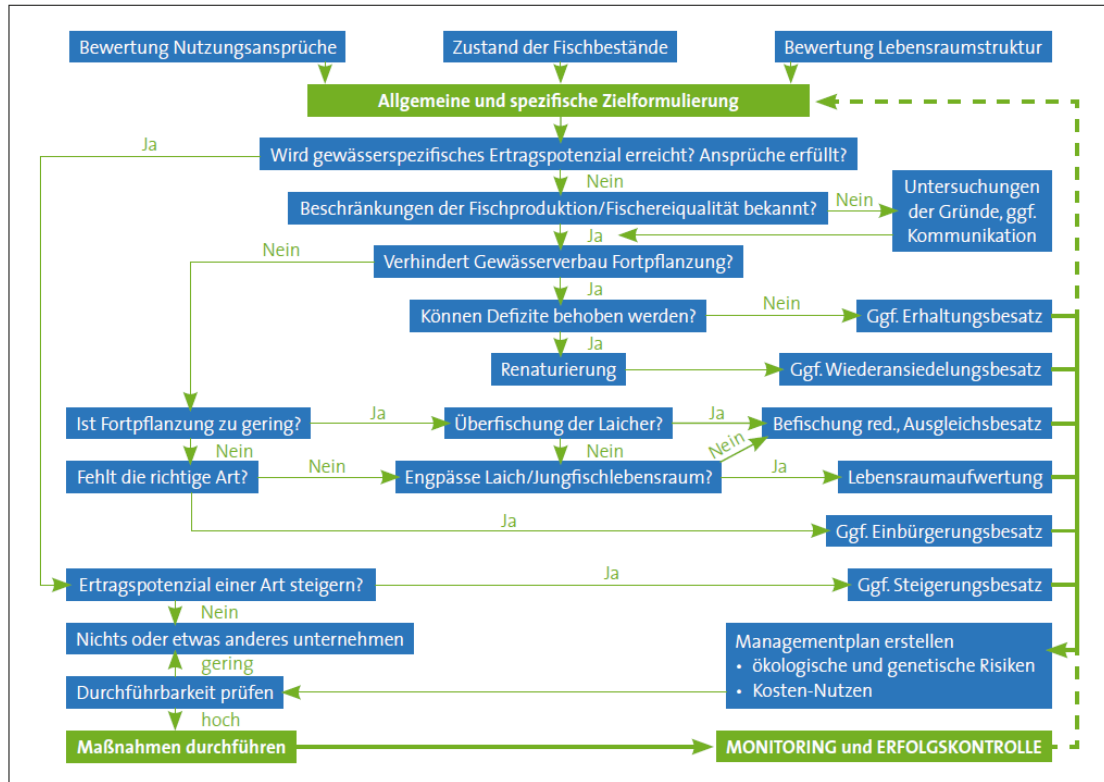 Bewertung Nutzungsansprüche
Zustand der Fischbestände
Bewertung Lebensraumstruktur
Allgemeine und spezifische Zielformulierung
Ja
Wird gewässerspezifisches Ertragspotenzial erreicht? Ansprüche erfüllt?
Nein
Beschränkungen der Fischproduktion/Fischereiqualität bekannt?
Nein
Untersuchungen
der Gründe, ggf.
Kommunikation
Ja
Nein
Verhindert Gewässerverbau Fortpflanzung?
Ja
Können Defizite behoben werden?
Nein
Ggf. Erhaltungsbesatz
Ja
Renaturierung
Ggf. Wiederansiedelungsbesatz
Ist Fortpflanzung zu gering?
Ja
Überfischung der Laicher?
Ja
Befischung red., Ausgleichsbesatz
Nein
Nein
Nein
Fehlt die richtige Art?
Nein
Engpässe Laich/Jungfischlebensraum?
Ja
Lebensraumaufwertung
Ja
Ggf. Einbürgerungsbesatz
Ertragspotenzial einer Art steigern?
Ja
Ggf. Steigerungsbesatz
Nein
Nichts oder etwas anderes unternehmen
Managementplan erstellen
• ökologische und genetische Risiken
• Kosten-Nutzen
gering
Durchführbarkeit prüfen
hoch
Maßnahmen durchführen
MONITORING und ERFOLGSKONTROLLE